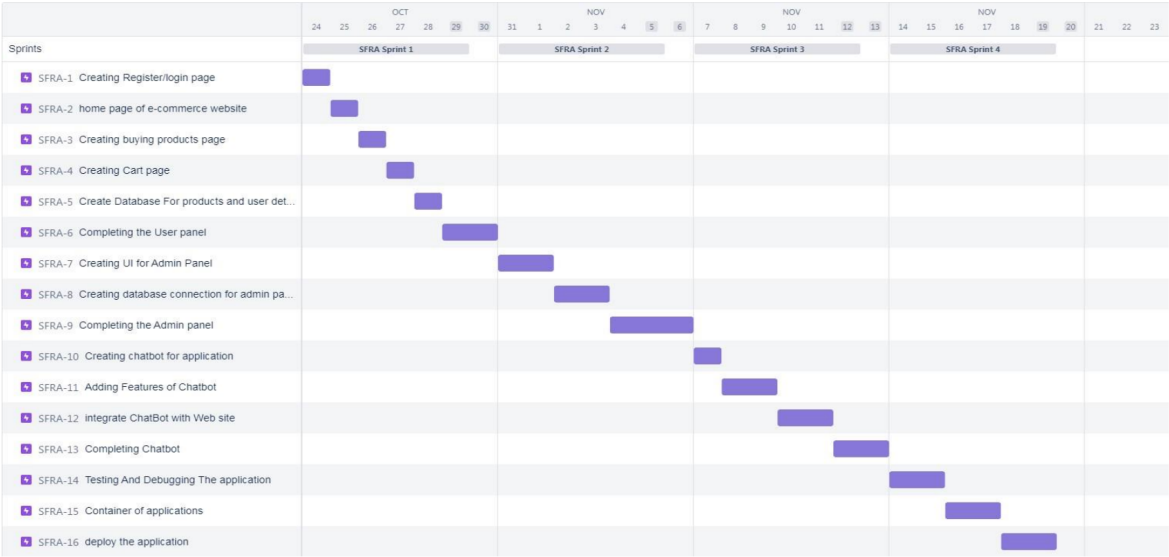 OCT NOV NOV NOV
24 25 26 27 28 29 30 31 1 2 3 4 5 6 7 8 9 10 11 12 13 14 15 16 17 18 19 20 21 22 23
Sprints SFRA Sprint 1 SFRA Sprint 2 SFRA Sprint 3 SFRA Sprint 4
SFRA-1 Creating Register/login page
SFRA-2 home page of e-commerce website
SFRA-3 Creating buying products page
SFRA-4 Creating Cart page
SFRA-5 Create Database For products and user det...
SFRA-6 Completing the User panel
SFRA-7 Creating UI for Admin Panel
SFRA-8 Creating database connection for admin pa...
SFRA-9 Completing the Admin panel
SFRA-10 Creating chatbot for application
SFRA-11 Adding Features of Chatbot
SFRA-12 integrate ChatBot with Web site
SFRA-13 Completing Chatbot
SFRA-14 Testing And Debugging The application
SFRA-15 Container of applications
SFRA-16 deploy the application